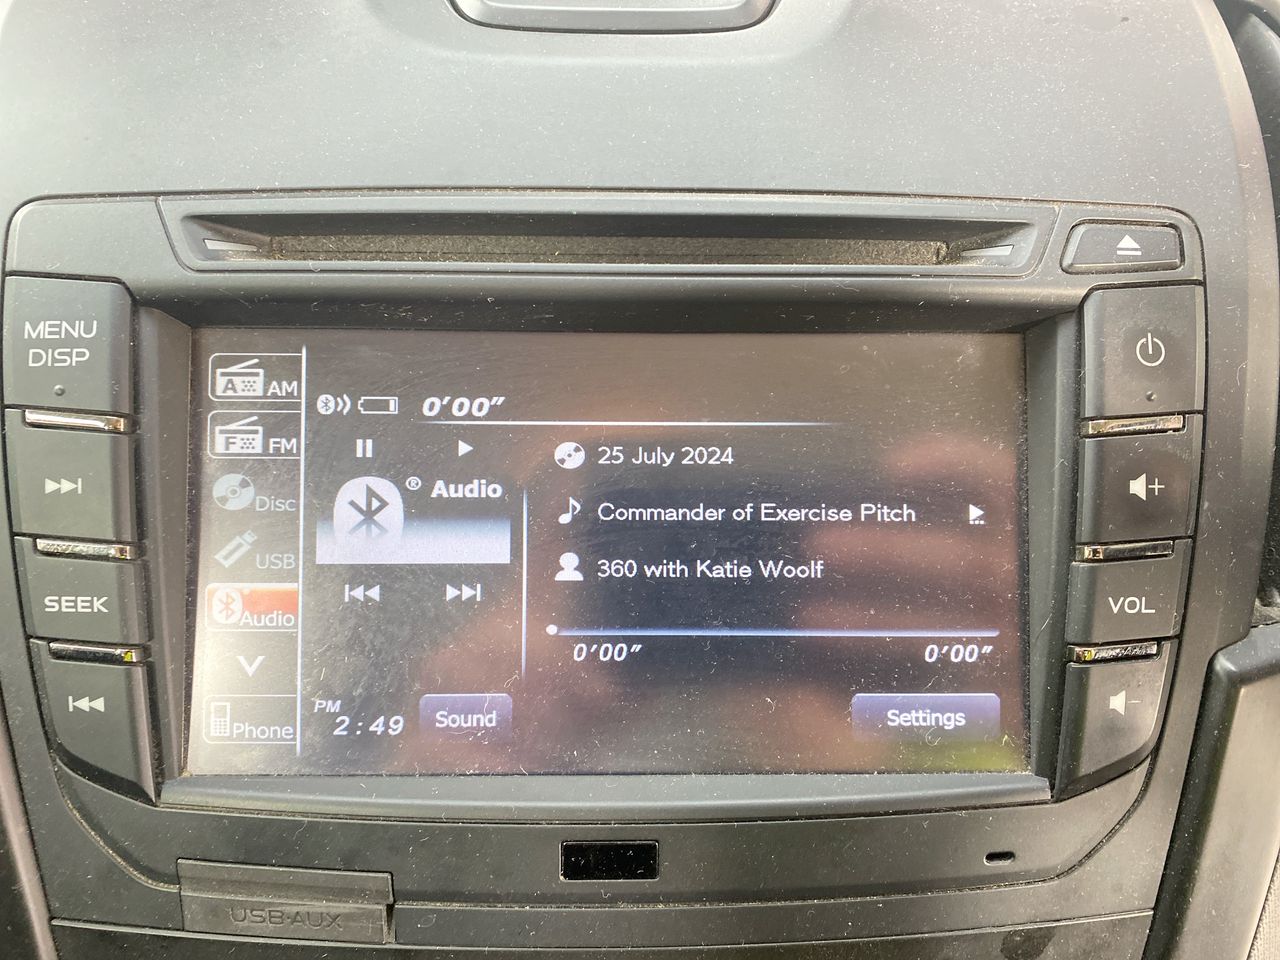 MENU
DISP
SEEK
A AM
F FM
Disc
USB
Audio
Phone
0'00"
® Audio
25 July 2024
Commander of Exercise Pitch
360 with Katie Woolf
0'00" 0'00"
PM
2:49
Sound
Settings
VOL
USB·AUX